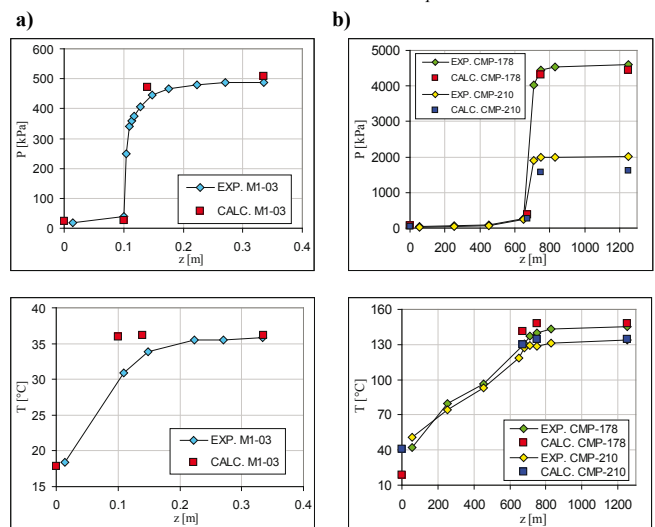 p
a)
b)
600
500
400
300
200
100
0
P [kPa]
EXP. M1-03
CALC. M1-03
0
0.1
0.2
0.3
0.4
z [m]
5000
4000
3000
2000
1000
0
P [kPa]
EXP. CMP-178
CALC. CMP-178
EXP. CMP-210
CALC. CMP-210
0
200
400
600
800
1000
1200
z [m]
40
35
30
25
20
15
T [°C]
EXP. M1-03
CALC. M1-03
0
0.1
0.2
0.3
0.4
z [m]
160
130
100
70
40
10
T [°C]
EXP. CMP-178
CALC. CMP-178
EXP. CMP-210
CALC. CMP-210
0
200
400
600
800
1000
1200
z [m]